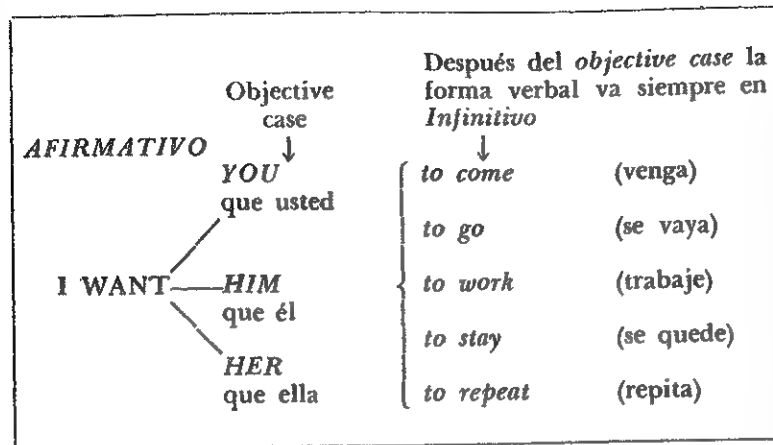 Objective
case
Después del objective case la
forma verbal va siempre en
Infinitivo
AFIRMATIVO
YOU
que usted
I WANT
HIM
que él
HER
que ella
to come (venga)
to go (se vaya)
to work (trabaje)
to stay (se quede)
to repeat (repita)